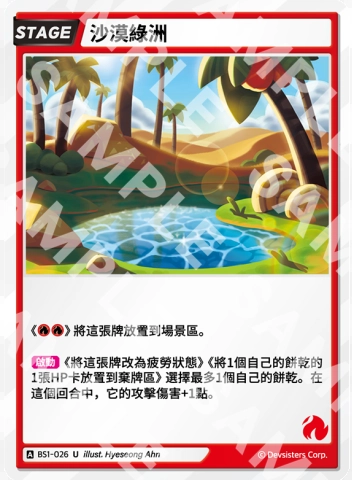 STAGE 沙漠綠洲
SAMPLE SAMPLE SAMPLE
《🔥🔥》將這張牌放置到場景區。
啟動《將這張牌改為疲勞狀態》《將1個自己的餅乾的
1張HP卡放置到棄牌區》選擇最多1個自己的餅乾。在
這個回合中，它的攻擊傷害+1點。
A BS1-026 U illust. Hyeseong Ahn
© Devsisters Corp.